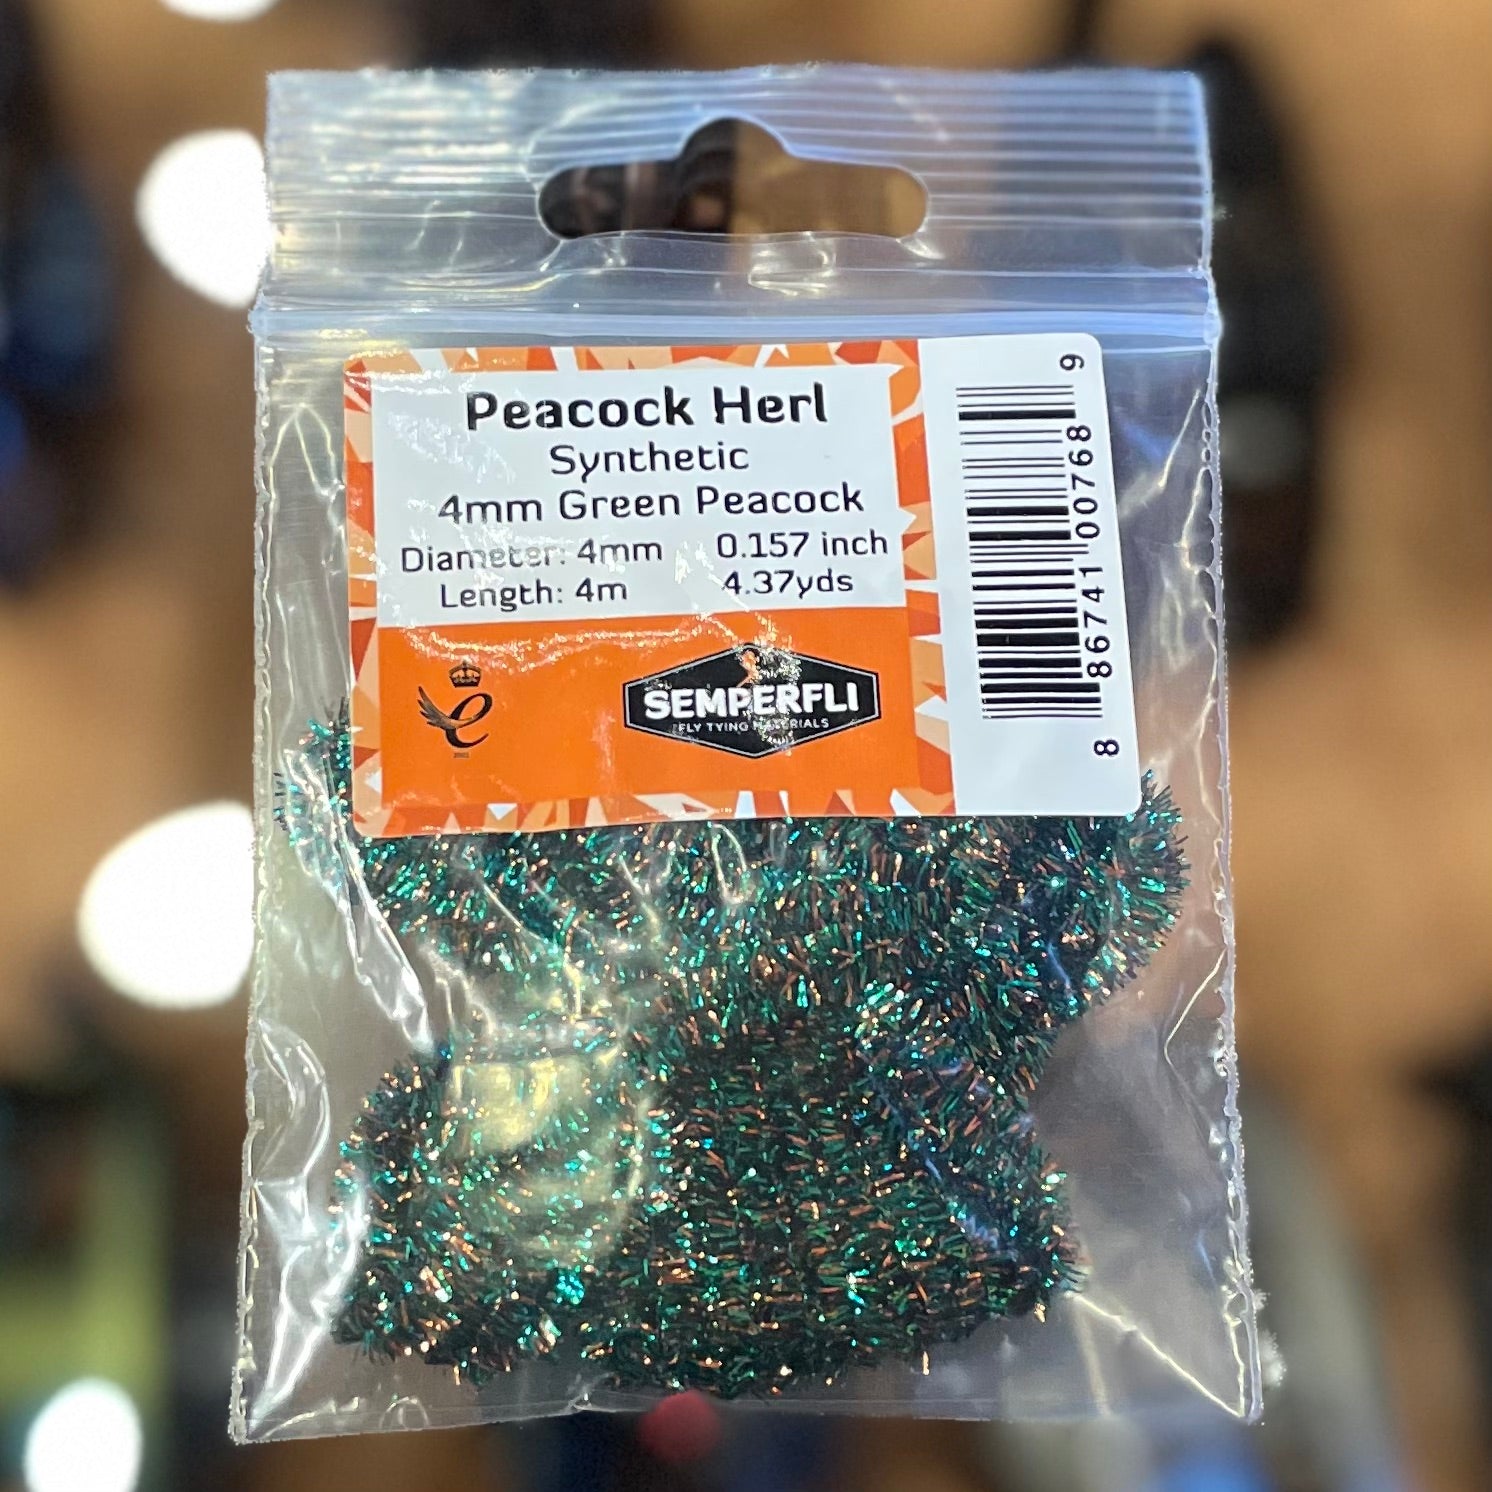 Peacock Herl
Synthetic
4mm Green Peacock
Diameter: 4mm 0.157 inch
Length: 4m 4.37yds
SEMPERFLI
FLY TYING MATERIALS
8 86741 00768 9